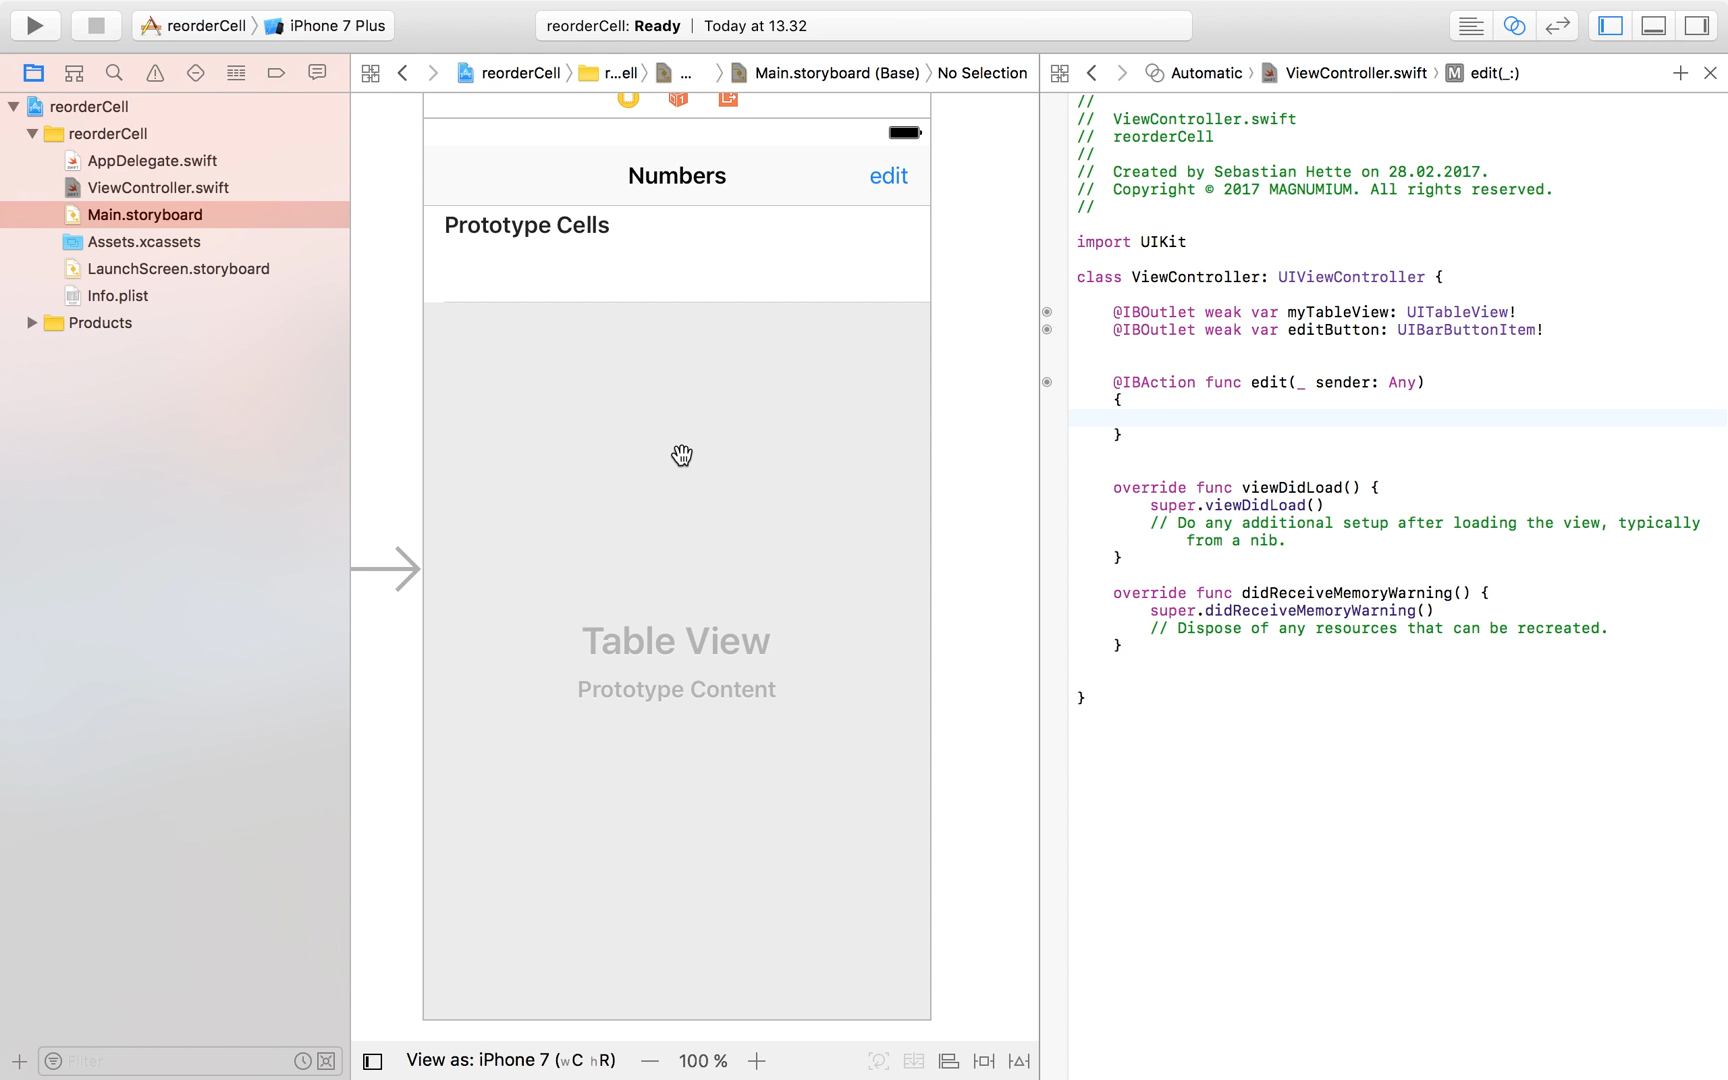 reorderCell iPhone 7 Plus
reorderCell: Ready | Today at 13.32
reorderCell r...ell ... Main.storyboard (Base) No Selection
Automatic ViewController.swift M edit(_:)
reorderCell
reorderCell
AppDelegate.swift
ViewController.swift
Main.storyboard
Assets.xcassets
LaunchScreen.storyboard
Info.plist
Products
Filter
Numbers
edit
Prototype Cells
Table View
Prototype Content
View as: iPhone 7 (wC hR) — 100 % +
//
// ViewController.swift
// reorderCell
//
// Created by Sebastian Hette on 28.02.2017.
// Copyright © 2017 MAGNUMIUM. All rights reserved.
//
import UIKit
class ViewController: UIViewController {
@IBOutlet weak var myTableView: UITableView!
@IBOutlet weak var editButton: UIBarButtonItem!
@IBAction func edit(_ sender: Any)
{
}
override func viewDidLoad() {
super.viewDidLoad()
// Do any additional setup after loading the view, typically
from a nib.
}
override func didReceiveMemoryWarning() {
super.didReceiveMemoryWarning()
// Dispose of any resources that can be recreated.
}
}